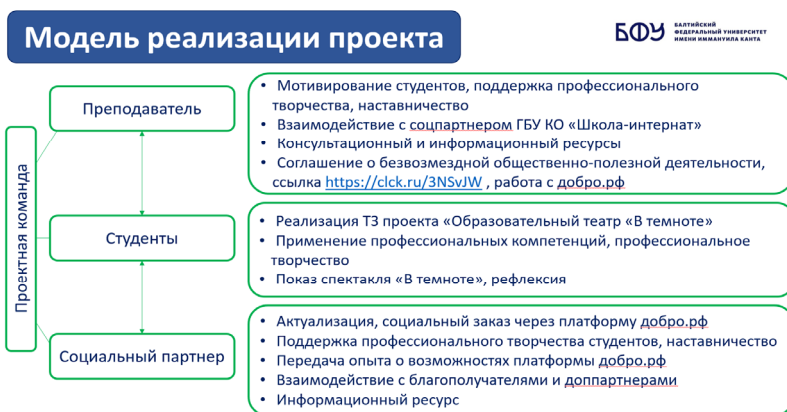 Модель реализации проекта
БФУ
БАЛТИЙСКИЙ
ФЕДЕРАЛЬНЫЙ УНИВЕРСИТЕТ
ИМЕНИ ИММАНУИЛА КАНТА
Проектная команда
Преподаватель
• Мотивирование студентов, поддержка профессионального
творчества, наставничество
• Взаимодействие с соцпартнером ГБУ КО «Школа-интернат»
• Консультационный и информационный ресурсы
• Соглашение о безвозмездной общественно-полезной деятельности,
ссылка https://clck.ru/3NSvJW , работа с добро.рф
Студенты
• Реализация ТЗ проекта «Образовательный театр «В темноте»
• Применение профессиональных компетенций, профессиональное
творчество
• Показ спектакля «В темноте», рефлексия
Социальный партнер
• Актуализация, социальный заказ через платформу добро.рф
• Поддержка профессионального творчества студентов, наставничество
• Передача опыта о возможностях платформы добро.рф
• Взаимодействие с благополучателями и доппартнерами
• Информационный ресурс